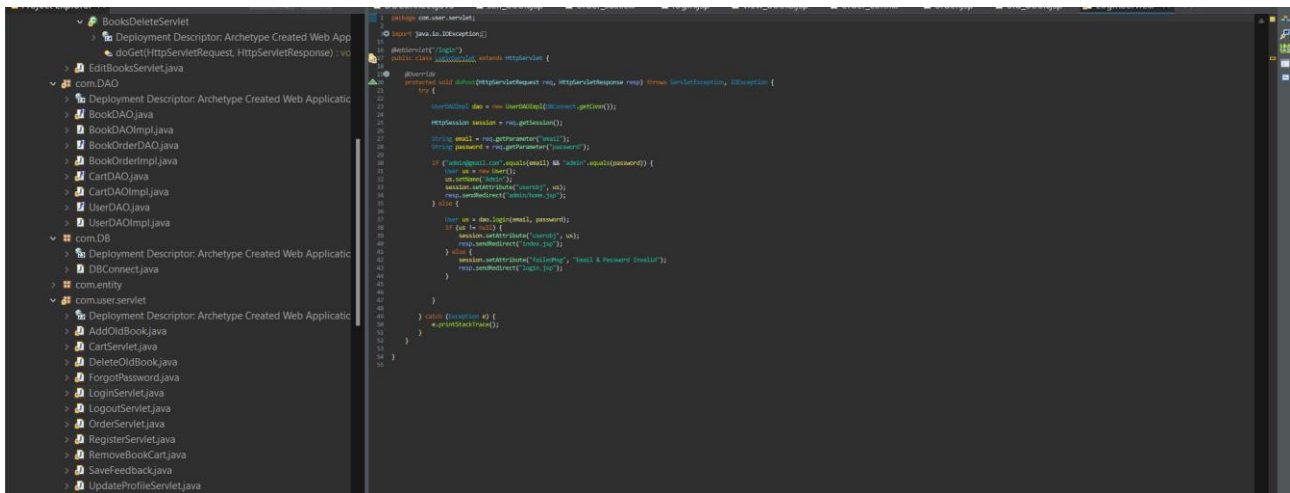 BooksDeleteServlet
Deployment Descriptor: Archetype Created Web App
doGet(HttpServletRequest, HttpServletResponse) : vo
EditBooksServlet.java
com.DAO
Deployment Descriptor: Archetype Created Web Applicatic
BookDAO.java
BookDAOImpl.java
BookOrderDAO.java
BookOrderImpl.java
CartDAO.java
CartDAOImpl.java
UserDAO.java
UserDAOImpl.java
com.DB
Deployment Descriptor: Archetype Created Web Applicatic
DBConnect.java
com.entity
com.user.servlet
Deployment Descriptor: Archetype Created Web Applicatic
AddOldBook.java
CartServlet.java
DeleteOldBook.java
ForgotPassword.java
LoginServlet.java
LogoutServlet.java
OrderServlet.java
RegisterServlet.java
RemoveBookCart.java
SaveFeedback.java
UpdateProfileServlet.java
package com.user.servlet;
import java.io.IOException;
@WebServlet("/login")
public class LoginServlet extends HttpServlet {
@Override
protected void doPost(HttpServletRequest req, HttpServletResponse resp) throws ServletException, IOException {
try {
UserDAOImpl dao = new UserDAOImpl(DBConnect.getConn());
HttpSession session = req.getSession();
String email = req.getParameter("email");
String password = req.getParameter("password");
if ("admin@gmail.com".equals(email) && "admin".equals(password)) {
User us = new User();
us.setName("Admin");
session.setAttribute("userobj", us);
resp.sendRedirect("admin/home.jsp");
} else {
User us = dao.login(email, password);
if (us != null) {
session.setAttribute("userobj", us);
resp.sendRedirect("index.jsp");
} else {
session.setAttribute("failedMsg", "Email & Password Invalid");
resp.sendRedirect("login.jsp");
}
}
} catch (Exception e) {
e.printStackTrace();
}
}
}